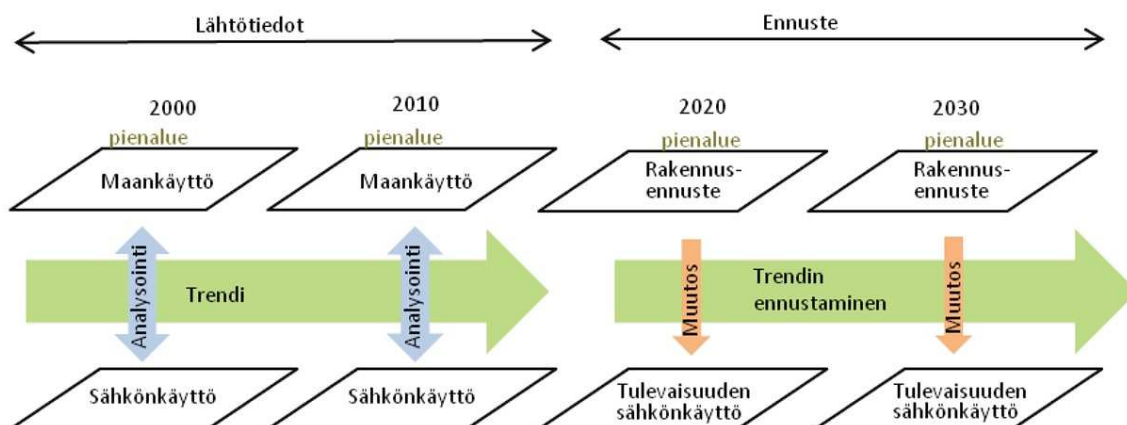 Lähtötiedot
Ennuste
2000
2010
2020
2030
pienalue
pienalue
pienalue
pienalue
Maankäyttö
Maankäyttö
Rakennus-
ennuste
Rakennus-
ennuste
Analysointi
Trendi
Analysointi
Muutos
Trendin
ennustaminen
Muutos
Sähkönkäyttö
Sähkönkäyttö
Tulevaisuuden
sähkönkäyttö
Tulevaisuuden
sähkönkäyttö